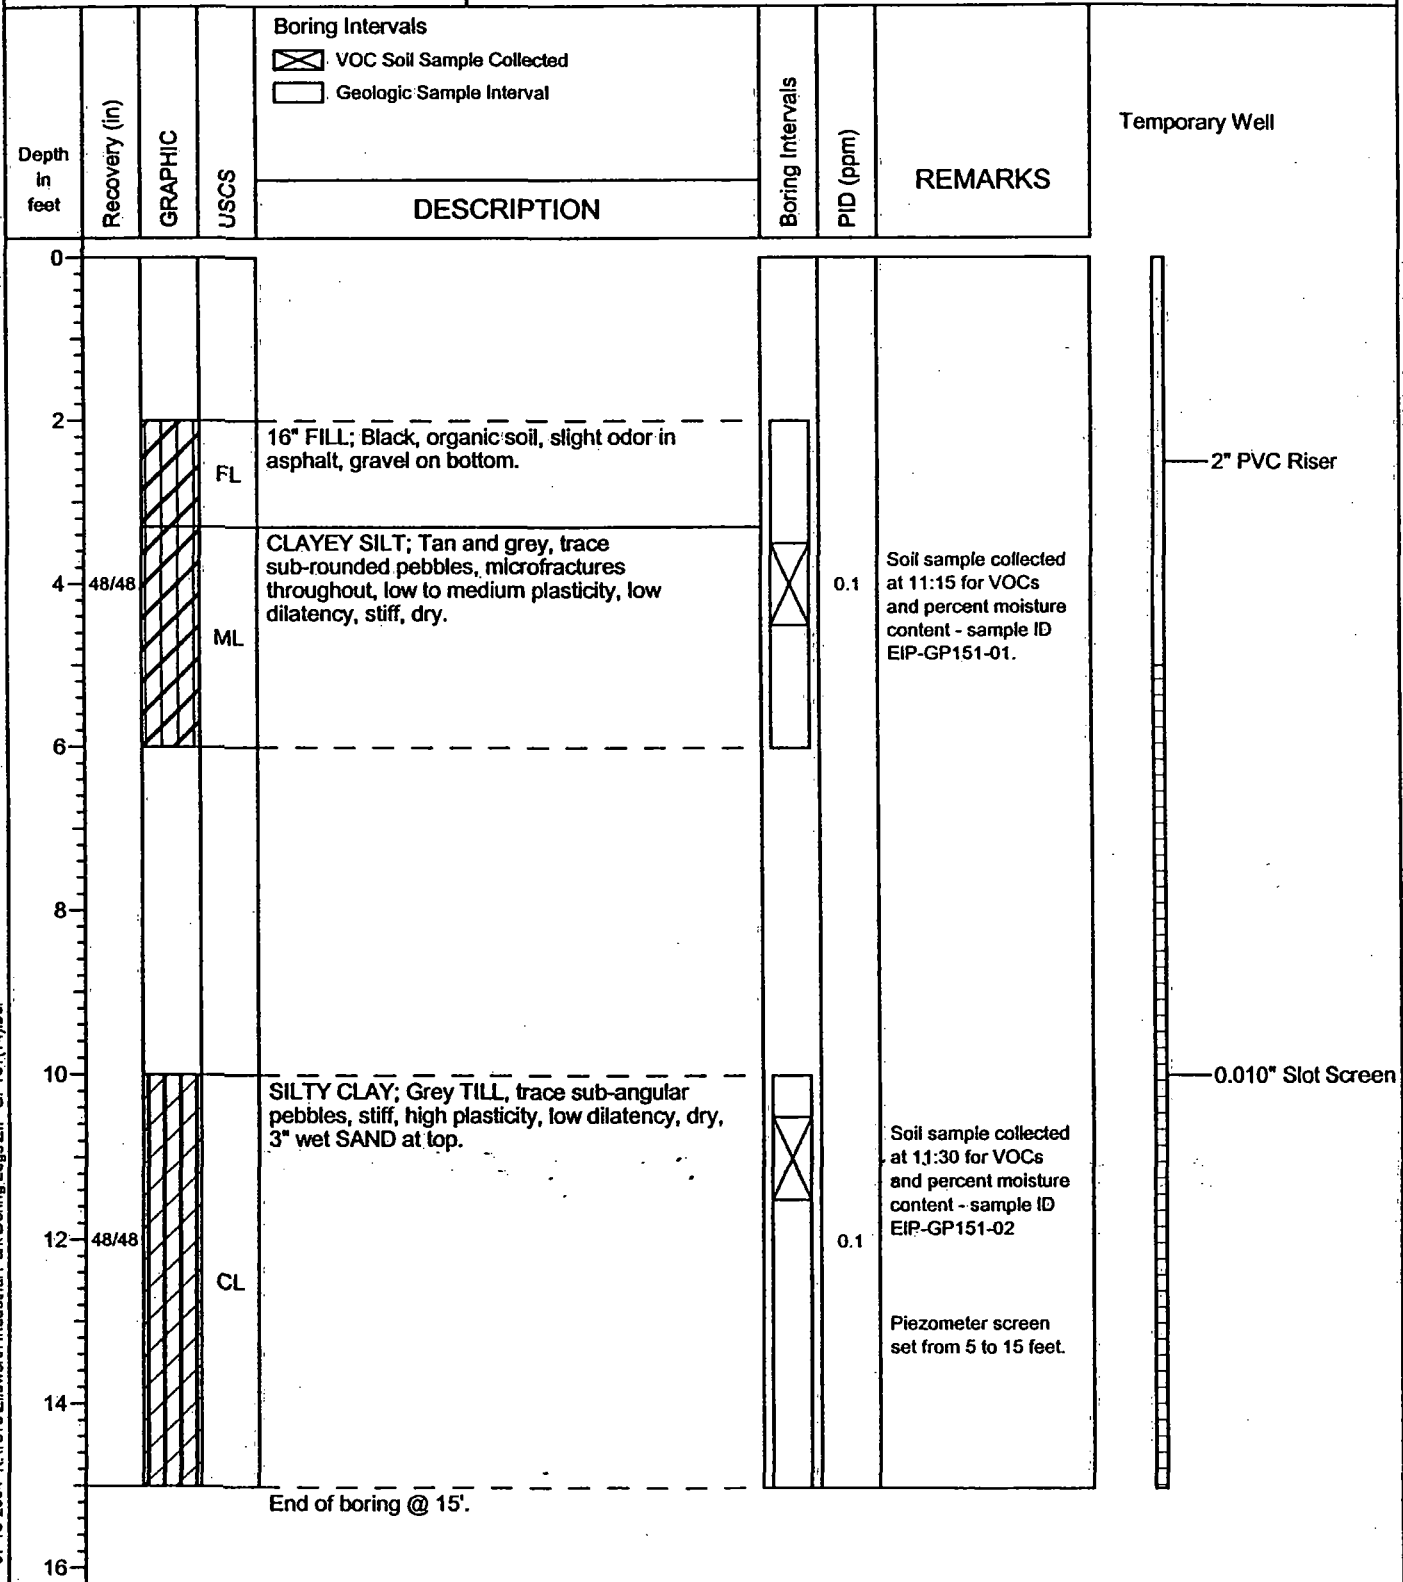 Boring Intervals
VOC Soil Sample Collected
Geologic Sample Interval
Depth
in
feet
Recovery (in)
GRAPHIC
USCS
DESCRIPTION
Boring Intervals
PID (ppm)
REMARKS
Temporary Well
0
2
16" FILL; Black, organic soil, slight odor in
asphalt, gravel on bottom.
FL
2" PVC Riser
CLAYEY SILT; Tan and grey, trace
sub-rounded pebbles, microfractures
throughout, low to medium plasticity, low
dilatency, stiff, dry.
4
48/48
ML
0.1
Soil sample collected
at 11:15 for VOCs
and percent moisture
content - sample ID
EIP-GP151-01.
6
8
10
0.010" Slot Screen
SILTY CLAY; Grey TILL, trace sub-angular
pebbles, stiff, high plasticity, low dilatency, dry,
3" wet SAND at top.
Soil sample collected
at 11:30 for VOCs
and percent moisture
content - sample ID
EIP-GP151-02
12
48/48
CL
0.1
Piezometer screen
set from 5 to 15 feet.
14
End of boring @ 15'.
16